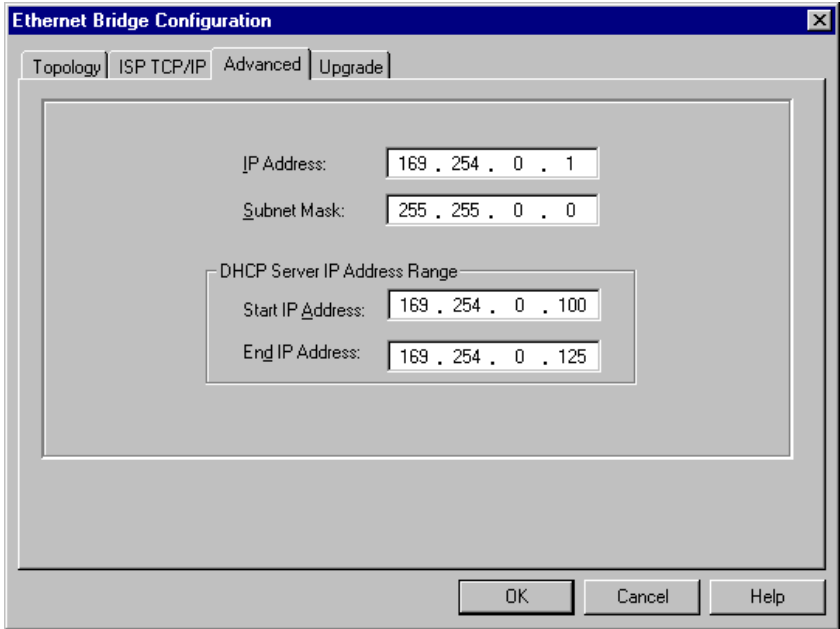 Ethernet Bridge Configuration
Topology ISP TCP/IP Advanced Upgrade
IP Address: 169 . 254 . 0 . 1
Subnet Mask: 255 . 255 . 0 . 0
DHCP Server IP Address Range
Start IP Address: 169 . 254 . 0 . 100
End IP Address: 169 . 254 . 0 . 125
OK Cancel Help